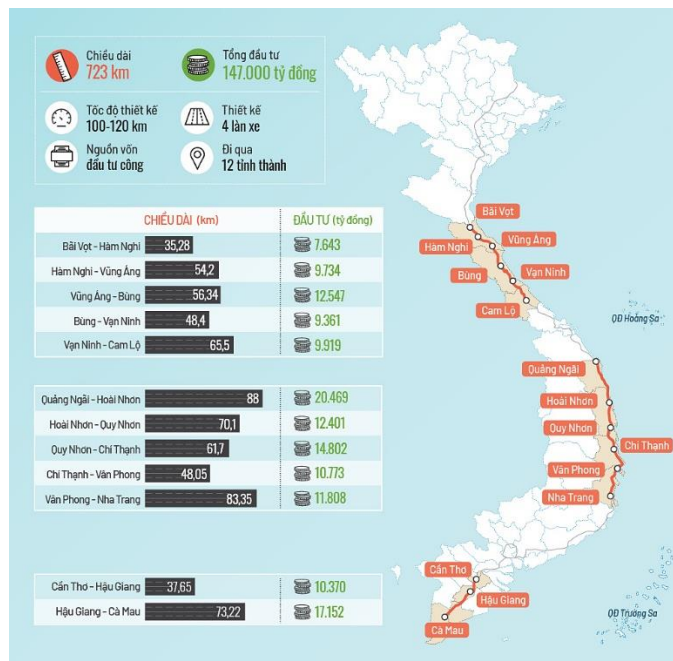 Chiều dài
723 km
Tổng đầu tư
147.000 tỷ đồng
Tốc độ thiết kế
100-120 km
Thiết kế
4 làn xe
Nguồn vốn
đầu tư công
Đi qua
12 tỉnh thành
CHIỀU DÀI (km)
ĐẦU TƯ (tỷ đồng)
Bãi Vọt - Hàm Nghi 35,28 7.643
Hàm Nghi - Vũng Áng 54,2 9.734
Vũng Áng - Bùng 56,34 12.547
Bùng - Vạn Ninh 48,4 9.361
Vạn Ninh - Cam Lộ 65,5 9.919
Quảng Ngãi - Hoài Nhơn 88 20.469
Hoài Nhơn - Quy Nhơn 70,1 12.401
Quy Nhơn - Chí Thạnh 61,7 14.802
Chí Thạnh - Vân Phong 48,05 10.773
Vân Phong - Nha Trang 83,35 11.808
Cần Thơ - Hậu Giang 37,65 10.370
Hậu Giang - Cà Mau 73,22 17.152
Bãi Vọt
Hàm Nghi
Vũng Áng
Bùng
Vạn Ninh
Cam Lộ
QĐ Hoàng Sa
Quảng Ngãi
Hoài Nhơn
Quy Nhơn
Chí Thạnh
Vân Phong
Nha Trang
Cần Thơ
Hậu Giang
Cà Mau
QĐ Trường Sa